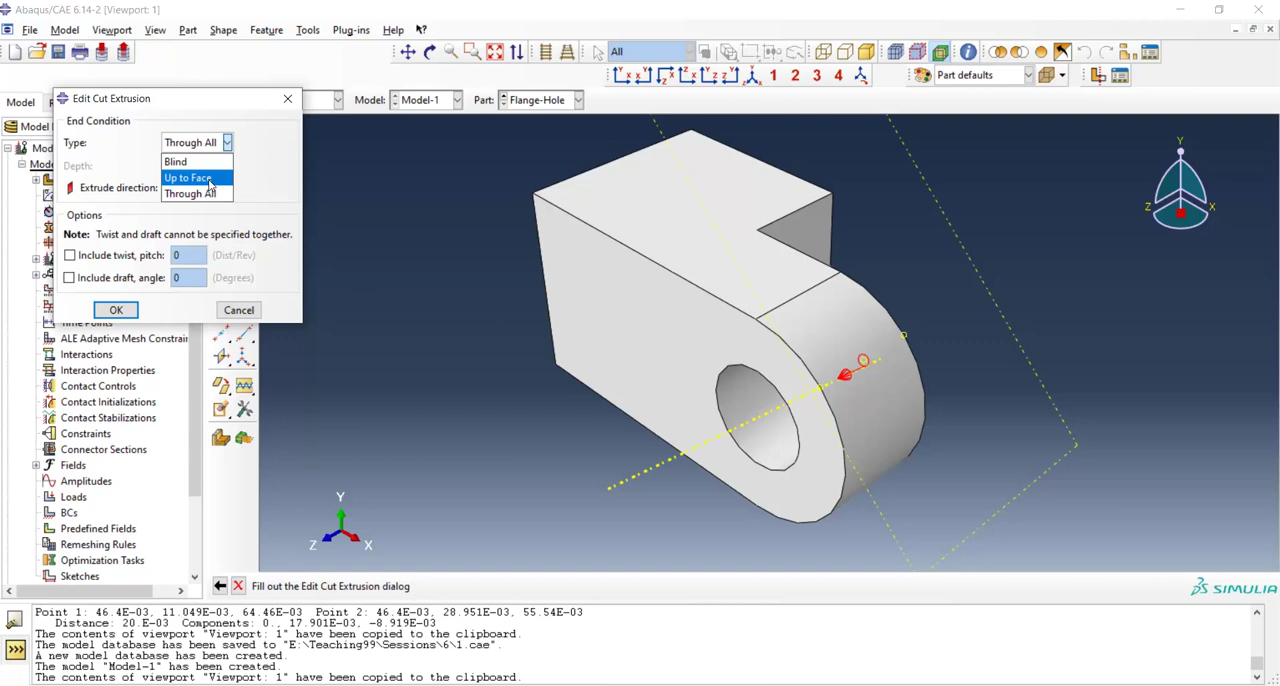 Abaqus/CAE 6.14-2 [Viewport: 1]
File Model Viewport View Part Shape Feature Tools Plug-ins Help
All
1 2 3 4 Part defaults
Model Model: Model-1 Part: Flange-Hole
Edit Cut Extrusion
End Condition
Type: Through All
Blind
Up to Face
Through All
Depth:
Extrude direction:
Options
Note: Twist and draft cannot be specified together.
Include twist, pitch: 0 (Dist/Rev)
Include draft, angle: 0 (Degrees)
OK Cancel
Time Points
ALE Adaptive Mesh Constrain
Interactions
Interaction Properties
Contact Controls
Contact Initializations
Contact Stabilizations
Constraints
Connector Sections
Fields
Amplitudes
Loads
BCs
Predefined Fields
Remeshing Rules
Optimization Tasks
Sketches
Y
Z X
Y
Z X
Fill out the Edit Cut Extrusion dialog
SIMULIA
Point 1: 46.4E-03, 11.049E-03, 64.46E-03 Point 2: 46.4E-03, 28.951E-03, 55.54E-03
Distance: 20.E-03 Components: 0., 17.901E-03, -8.919E-03
The contents of viewport "Viewport: 1" have been copied to the clipboard.
The model database has been saved to "E:\Teaching99\Sessions\6\1.cae".
A new model database has been created.
The model "Model-1" has been created.
The contents of viewport "Viewport: 1" have been copied to the clipboard.